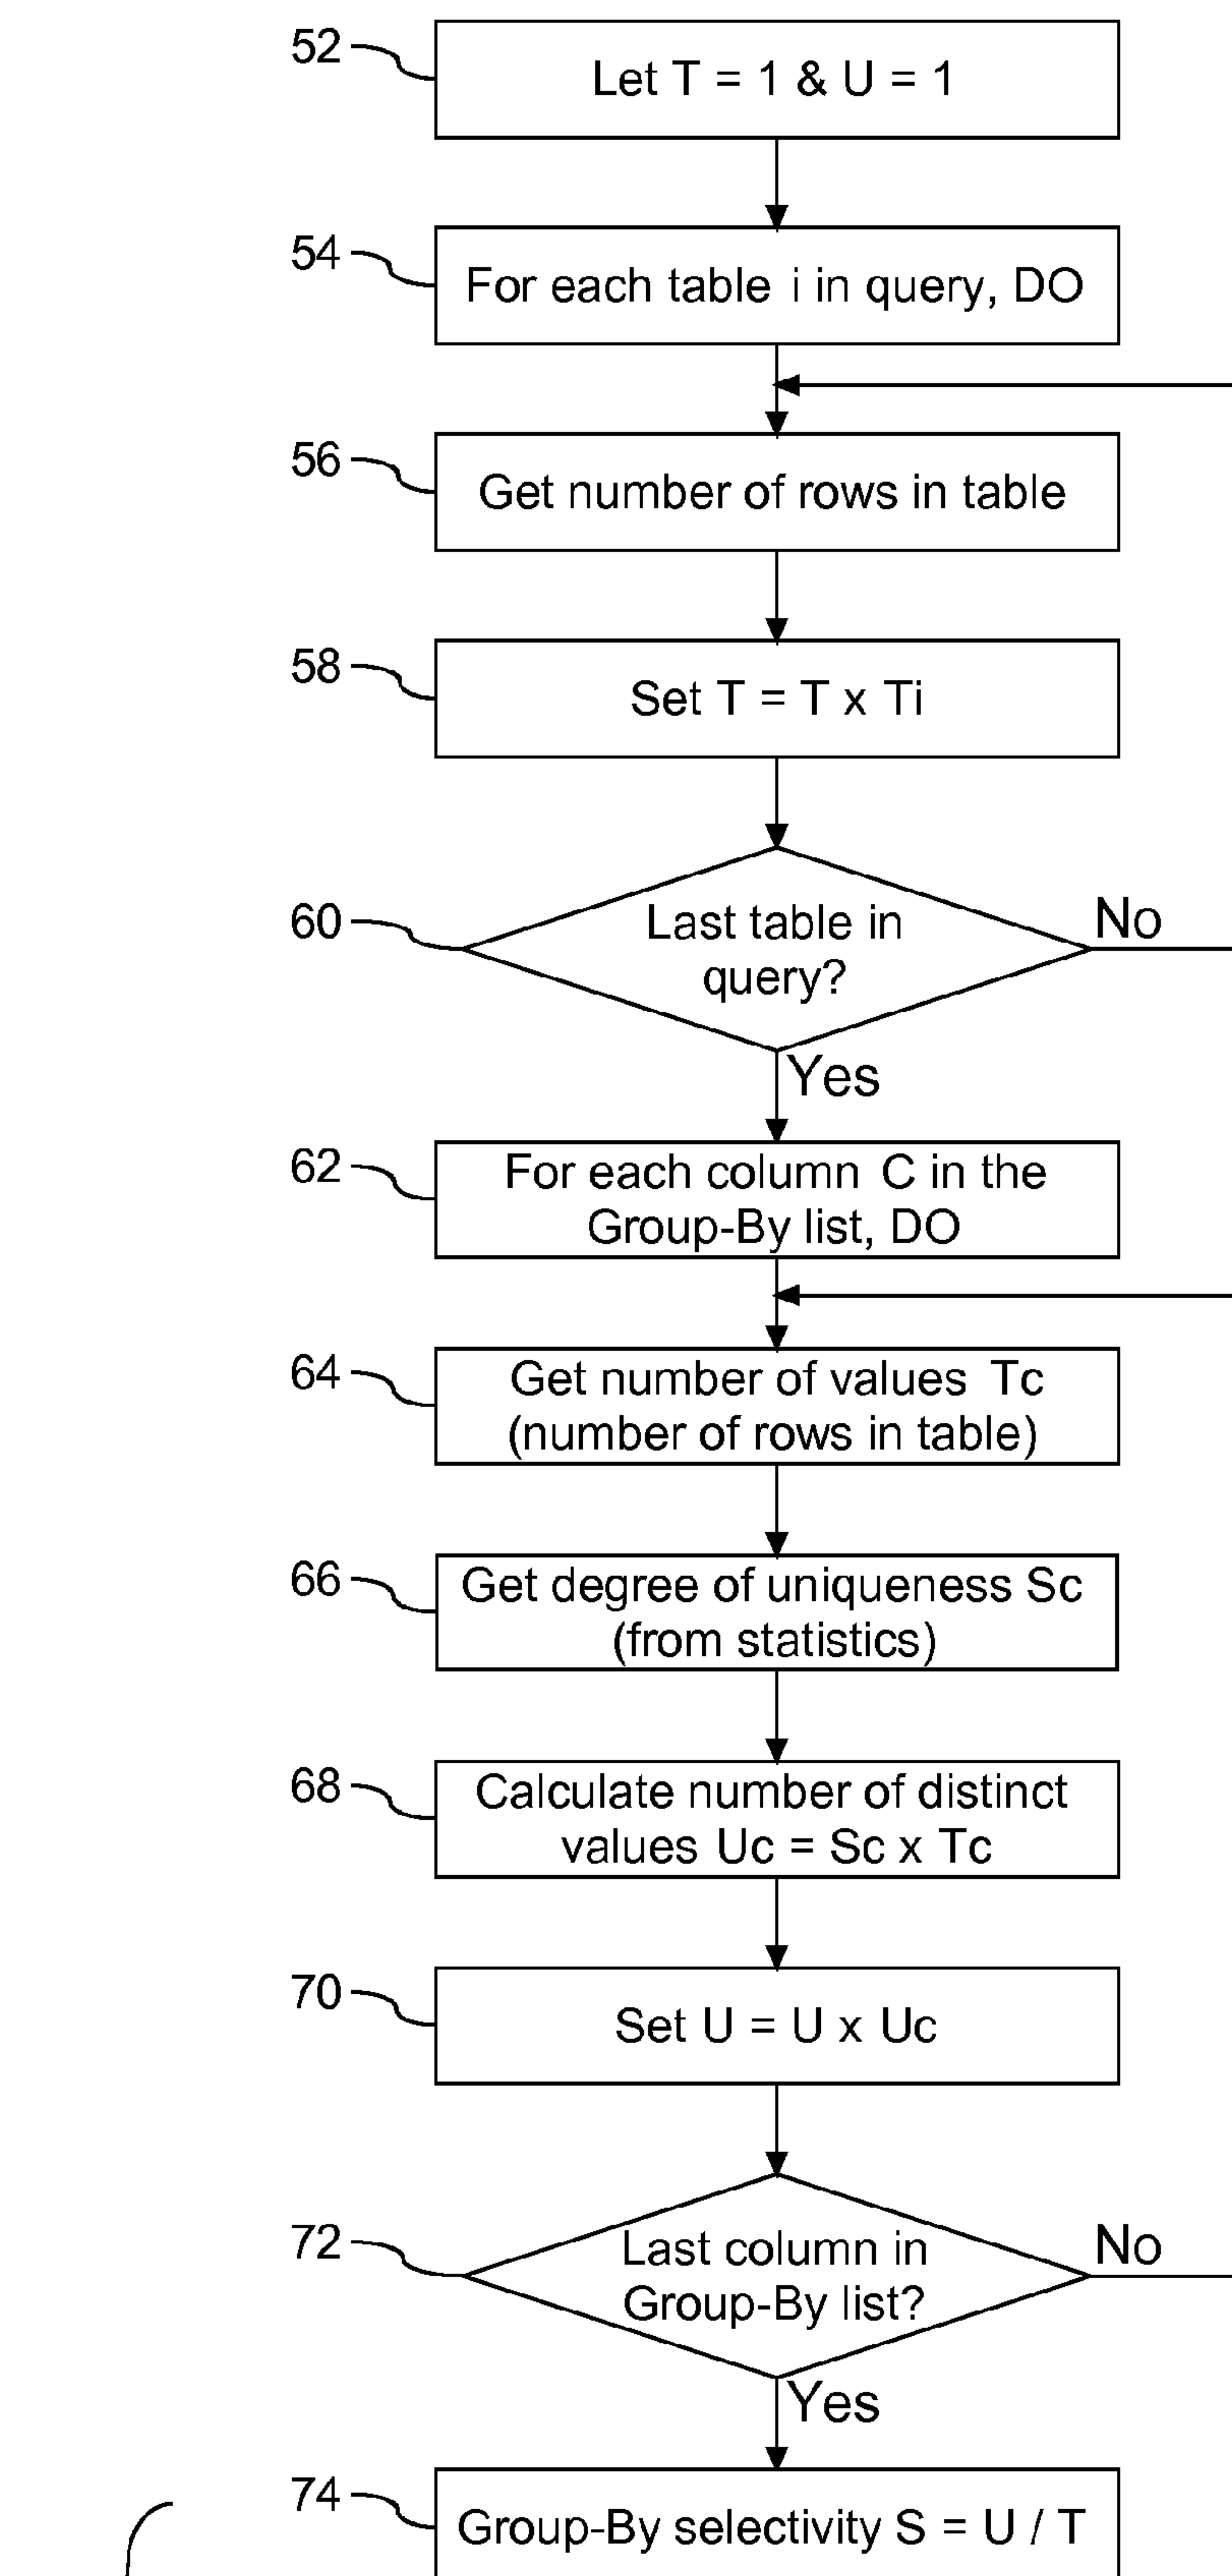 52
Let T = 1 & U = 1
54
For each table i in query, DO
56
Get number of rows in table
58
Set T = T x Ti
60
Last table in
query?
No
Yes
62
For each column C in the
Group-By list, DO
64
Get number of values Tc
(number of rows in table)
66
Get degree of uniqueness Sc
(from statistics)
68
Calculate number of distinct
values Uc = Sc x Tc
70
Set U = U x Uc
72
Last column in
Group-By list?
No
Yes
74
Group-By selectivity S = U / T